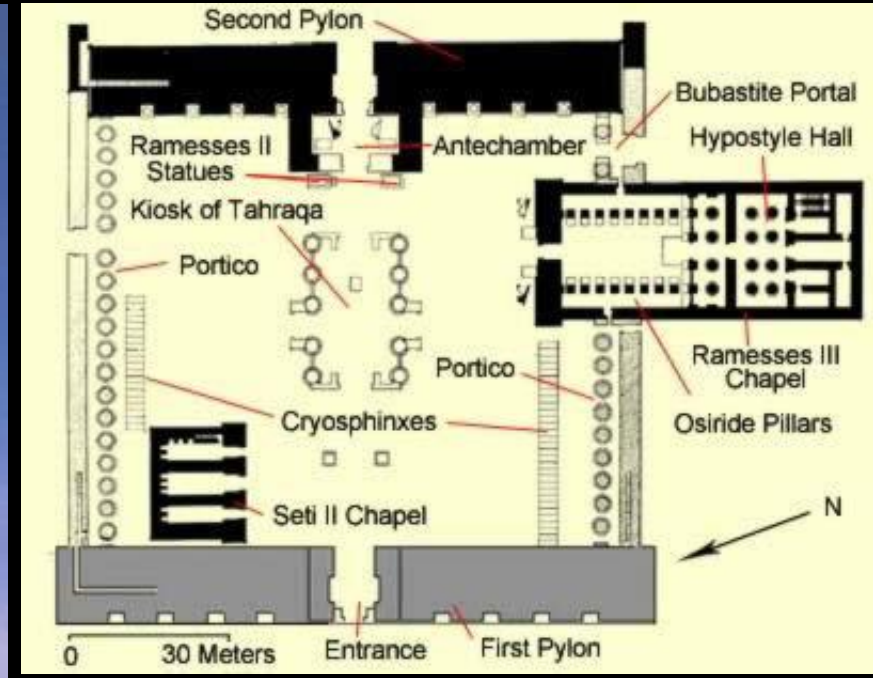 Second Pylon
Bubastite Portal
Ramesses II
Statues
Antechamber
Hypostyle Hall
Kiosk of Tahraqa
Portico
Ramesses III
Chapel
Portico
Cryosphinxes
Osiride Pillars
Seti II Chapel
N
0
30 Meters
Entrance
First Pylon